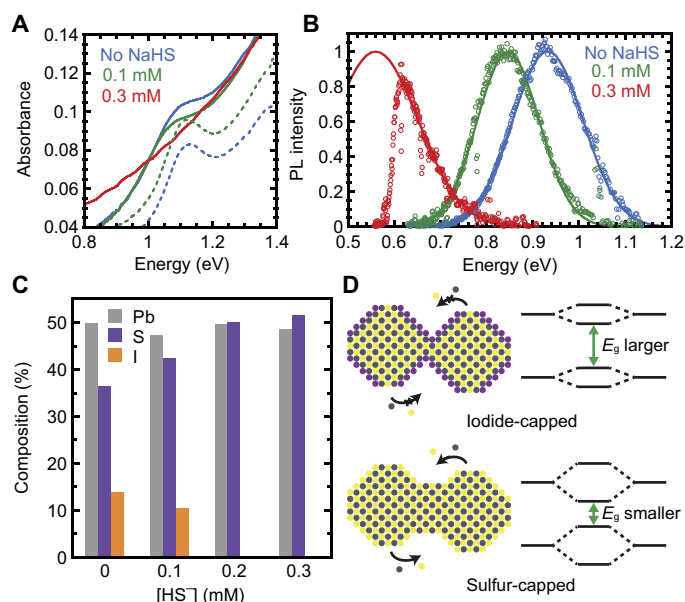 A
0.14
0.12
0.1
0.08
0.06
0.04
Absorbance
No NaHS
0.1 mM
0.3 mM
0.8 1 1.2 1.4
Energy (eV)
B
1
0.8
0.6
0.4
0.2
0
PL intensity
No NaHS
0.1 mM
0.3 mM
0.5 0.6 0.7 0.8 0.9 1 1.1 1.2
Energy (eV)
C
60
50
40
30
20
10
0
Composition (%)
Pb
S
I
0 0.1 0.2 0.3
[HS⁻] (mM)
D
Eg larger
Iodide-capped
Eg smaller
Sulfur-capped